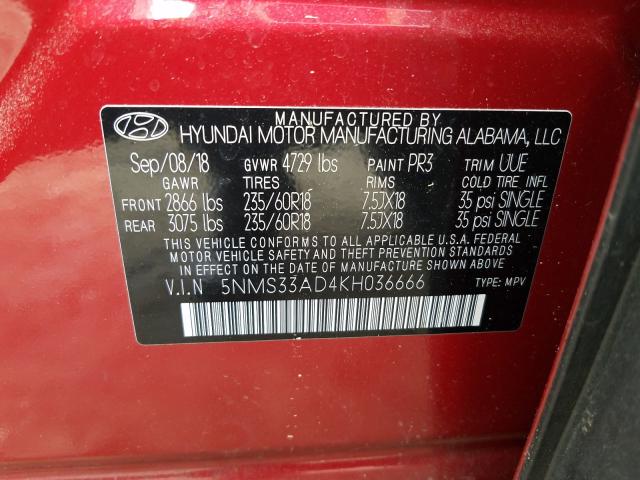 MANUFACTURED BY
HYUNDAI MOTOR MANUFACTURING ALABAMA, LLC
Sep/08/18 GVWR 4729 lbs PAINT PR3 TRIM UUE
GAWR TIRES RIMS COLD TIRE INFL
FRONT 2866 lbs 235/60R18 7.5JX18 35 psi SINGLE
REAR 3075 lbs 235/60R18 7.5JX18 35 psi SINGLE
THIS VEHICLE CONFORMS TO ALL APPLICABLE U.S.A. FEDERAL
MOTOR VEHICLE SAFETY AND THEFT PREVENTION STANDARDS
IN EFFECT ON THE DATE OF MANUFACTURE SHOWN ABOVE.
V.I.N 5NMS33AD4KH036666 TYPE: MPV